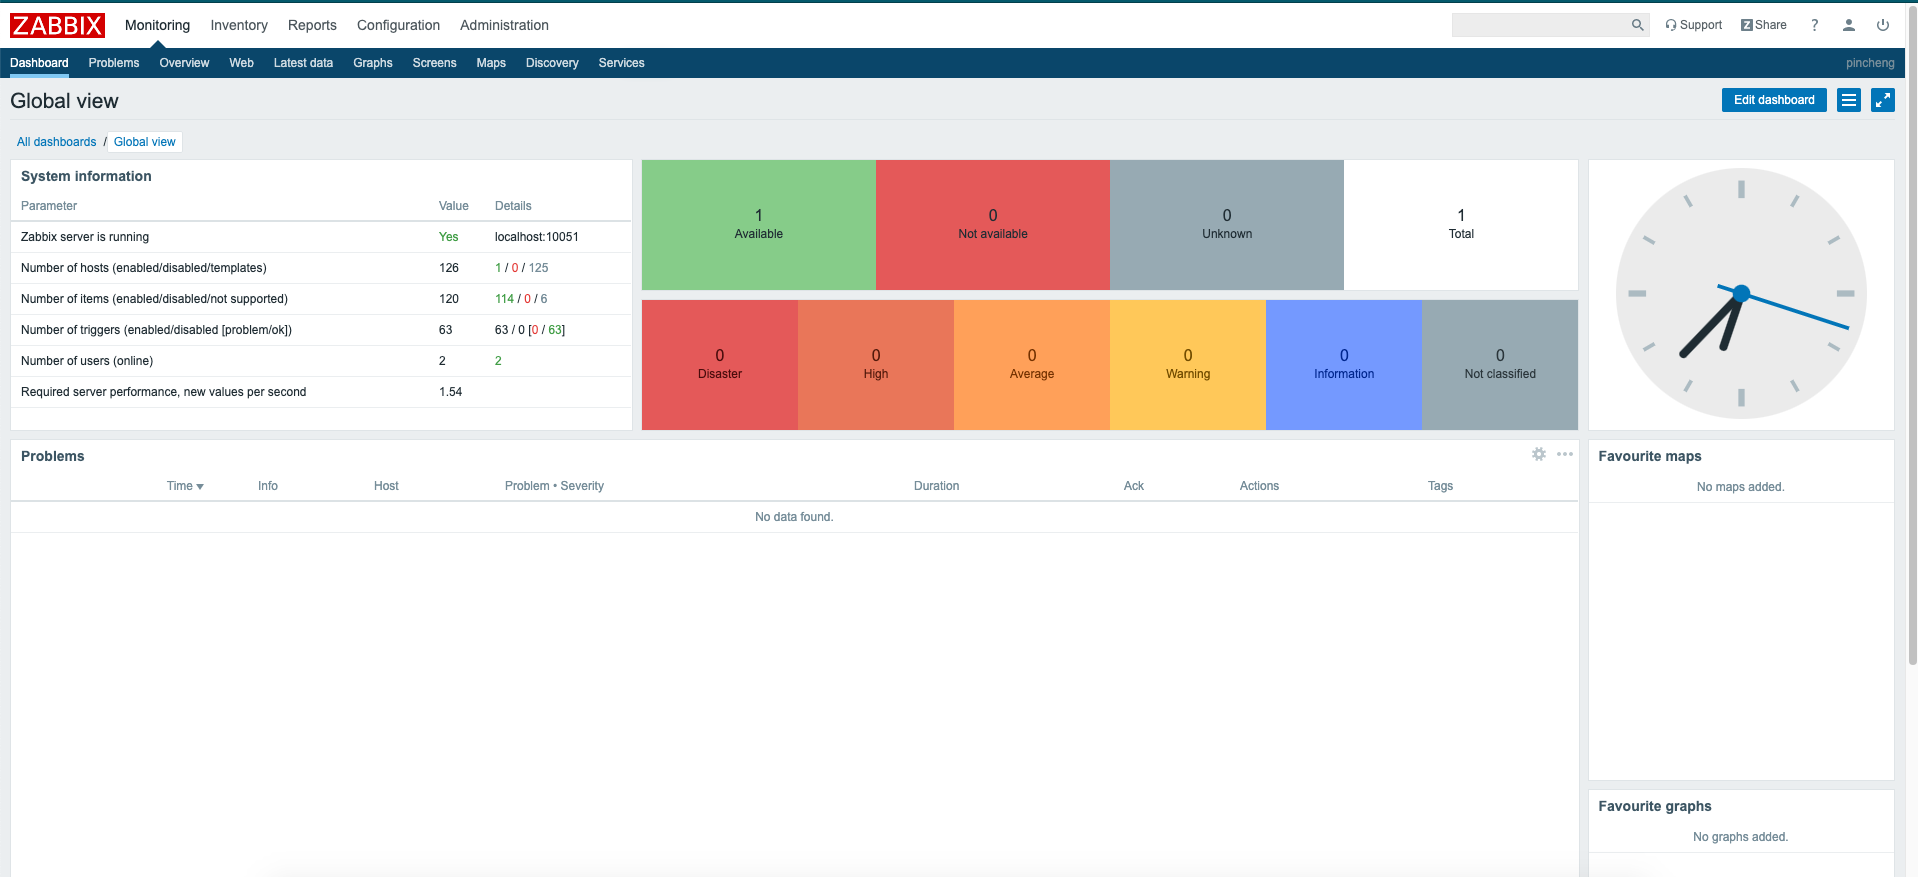 ZABBIX Monitoring Inventory Reports Configuration Administration Support Z Share ?
Dashboard Problems Overview Web Latest data Graphs Screens Maps Discovery Services pincheng
Global view Edit dashboard
All dashboards / Global view
System information
Parameter Value Details
Zabbix server is running Yes localhost:10051
Number of hosts (enabled/disabled/templates) 126 1 / 0 / 125
Number of items (enabled/disabled/not supported) 120 114 / 0 / 6
Number of triggers (enabled/disabled [problem/ok]) 63 63 / 0 [0 / 63]
Number of users (online) 2 2
Required server performance, new values per second 1.54
1 0 0 1
Available Not available Unknown Total
0 0 0 0 0 0
Disaster High Average Warning Information Not classified
Problems
Time Info Host Problem • Severity Duration Ack Actions Tags
No data found.
Favourite maps
No maps added.
Favourite graphs
No graphs added.